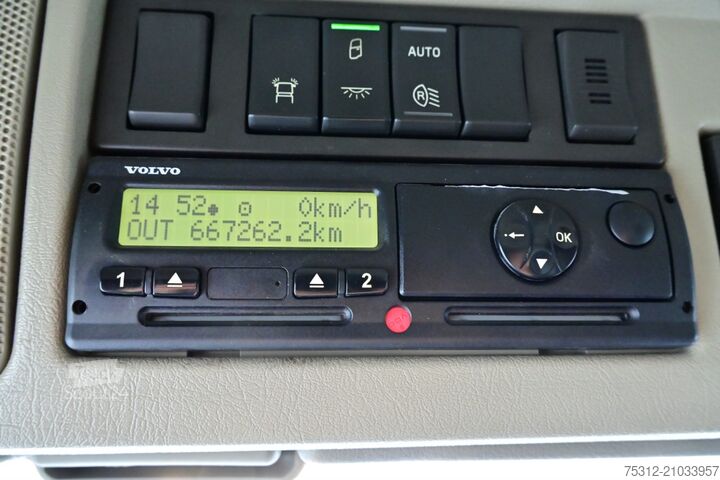 AUTO
R
VOLVO
14 52 0km/h
OUT 667262.2km
1 2
OK
75312-21033957